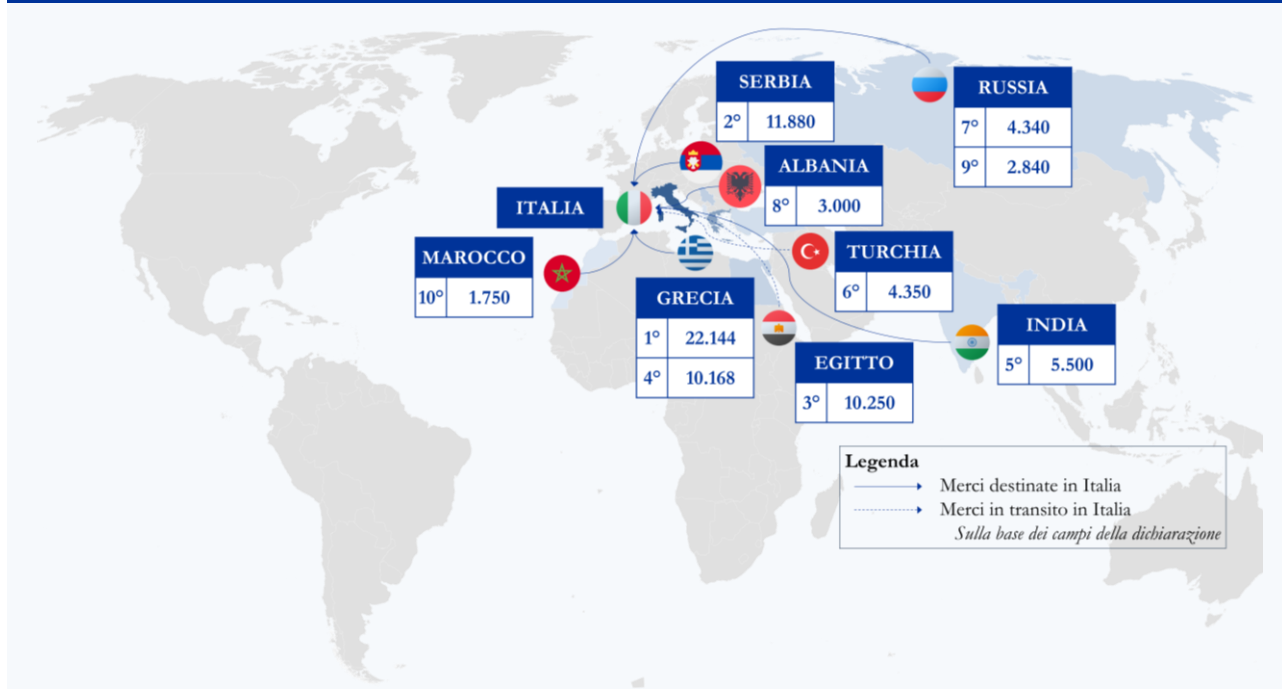 SERBIA
2° 11.880
RUSSIA
7° 4.340
9° 2.840
ALBANIA
8° 3.000
ITALIA
MAROCCO
10° 1.750
TURCHIA
6° 4.350
GRECIA
1° 22.144
4° 10.168
INDIA
5° 5.500
EGITTO
3° 10.250
Legenda
Merci destinate in Italia
Merci in transito in Italia
Sulla base dei campi della dichiarazione